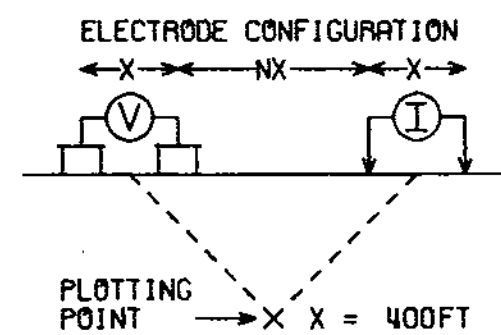 ELECTRODE CONFIGURATION
X NX X
V I
PLOTTING
POINT X X = 400FT